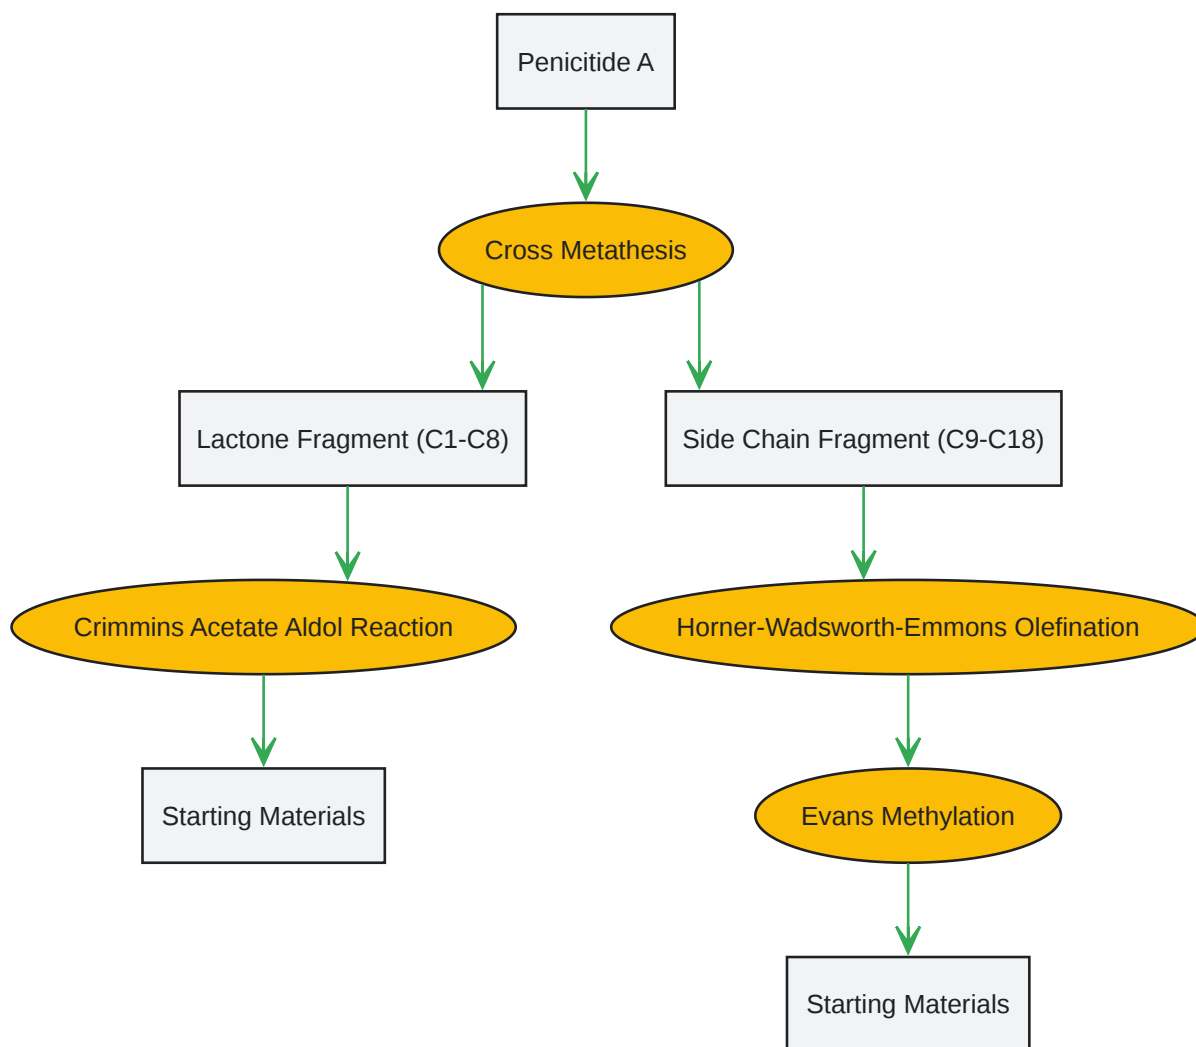 Penicitide A
Cross Metathesis
Lactone Fragment (C1-C8)
Side Chain Fragment (C9-C18)
Crimmins Acetate Aldol Reaction
Horner-Wadsworth-Emmons Olefination
Starting Materials
Evans Methylation
Starting Materials